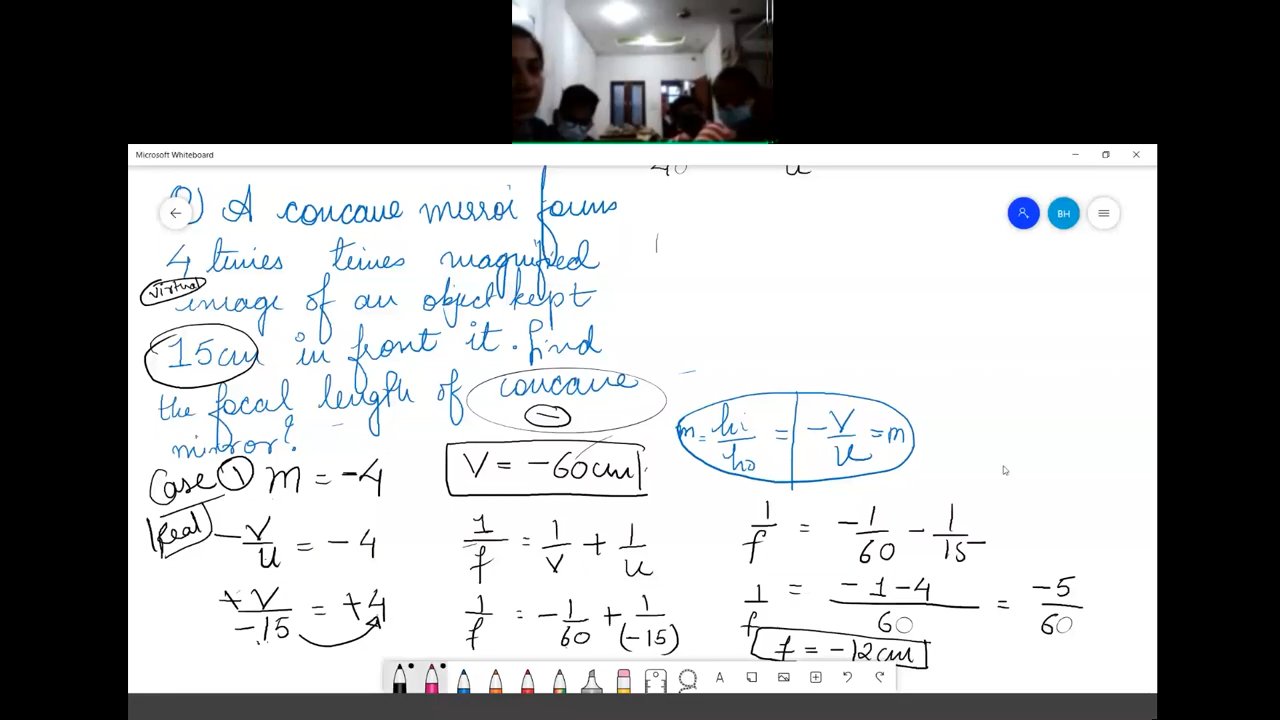 Microsoft Whiteboard
40 u
Q) A concave mirror forms
4 times times magnified
virtual
image of an object kept
15cm in front it. find
the focal length of concave
−
mirror?
m = hi/ho = -v/u = m
Case 1 m = -4
V = -60cm
Real
-v/u = -4
1/f = 1/v + 1/u
1/f = -1/60 - 1/15
+v/-15 = +4
1/f = -1/60 + 1/(-15)
1/f = -1-4/60 = -5/60
f = -12cm
BH
A